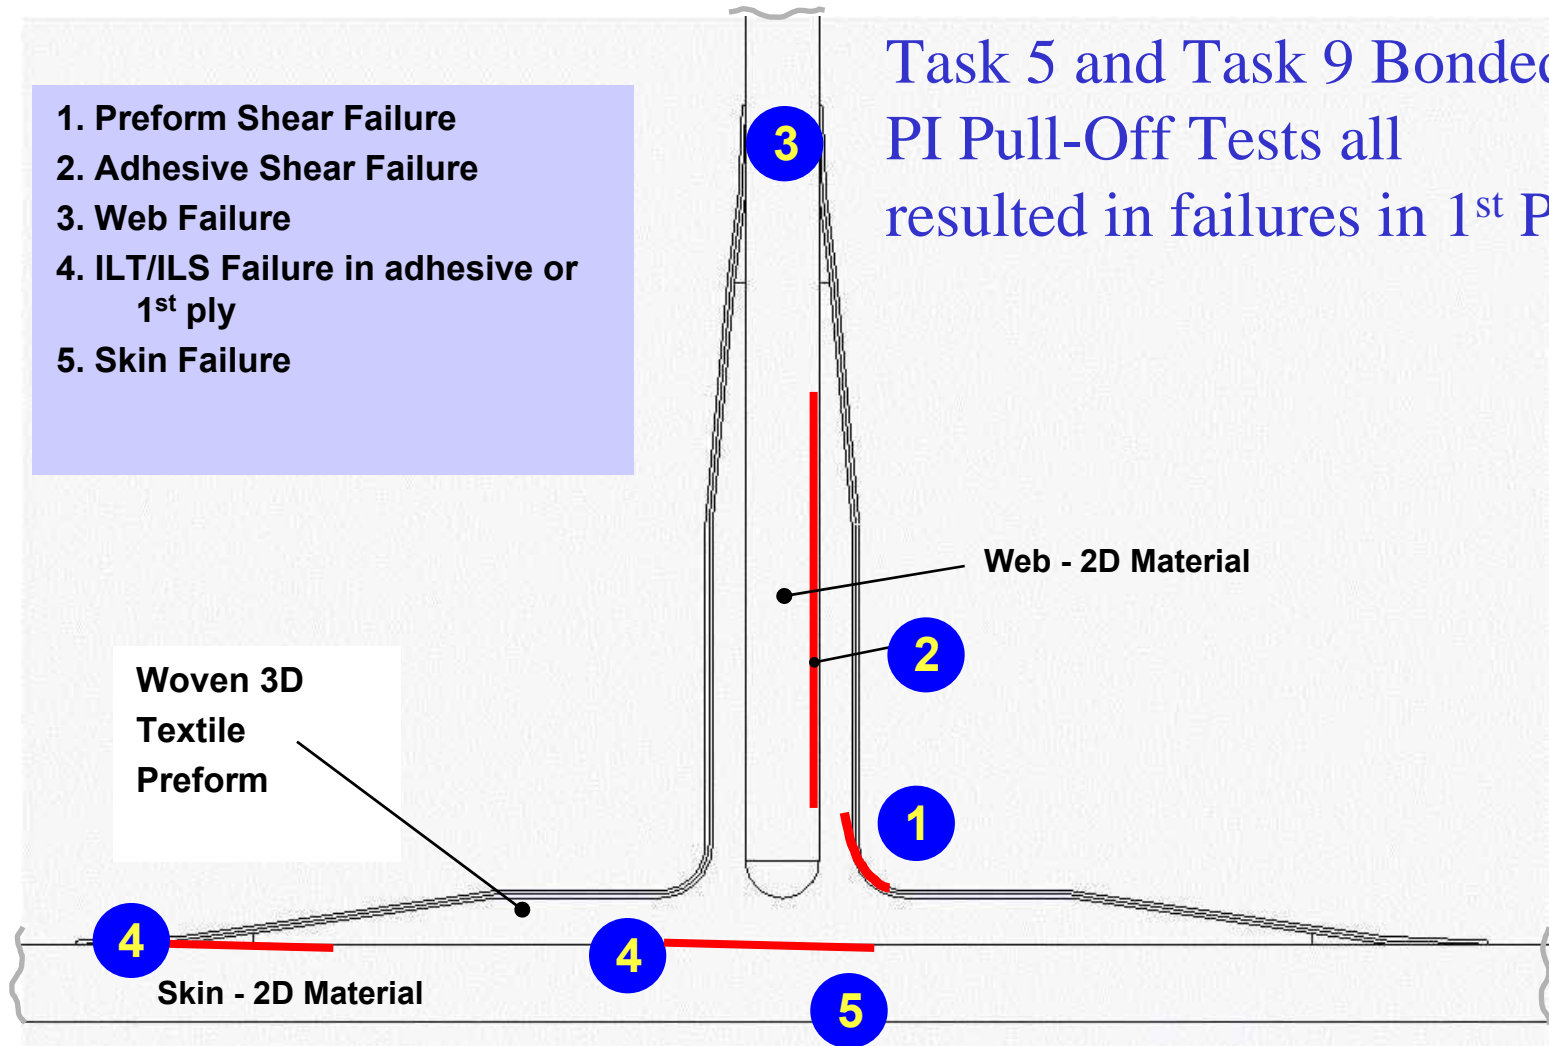 Task 5 and Task 9 Bonded
PI Pull-Off Tests all
resulted in failures in 1st
1. Preform Shear Failure
2. Adhesive Shear Failure
3. Web Failure
4. ILT/ILS Failure in adhesive or
1st ply
5. Skin Failure
3
Web - 2D Material
2
Woven 3D
Textile
Preform
1
4
4
Skin - 2D Material
5